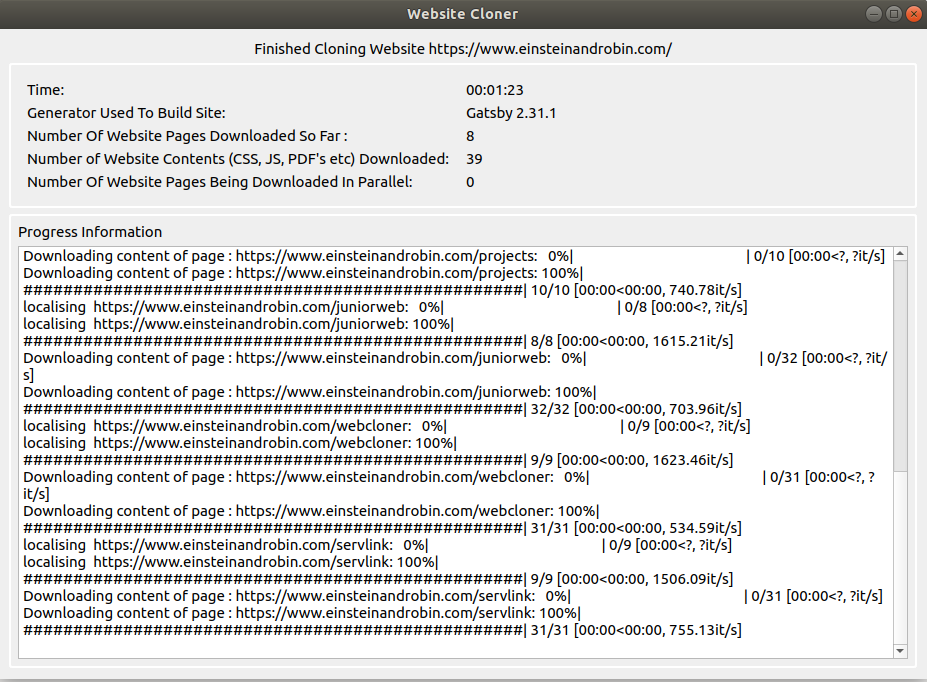 Website Cloner
Finished Cloning Website https://www.einsteinandrobin.com/
Time: 00:01:23
Generator Used To Build Site: Gatsby 2.31.1
Number Of Website Pages Downloaded So Far : 8
Number of Website Contents (CSS, JS, PDF's etc) Downloaded: 39
Number Of Website Pages Being Downloaded In Parallel: 0
Progress Information
Downloading content of page : https://www.einsteinandrobin.com/projects:   0%|          | 0/10 [00:00<?, ?it/s]
Downloading content of page : https://www.einsteinandrobin.com/projects: 100%|
##################################################| 10/10 [00:00<00:00, 740.78it/s]
localising  https://www.einsteinandrobin.com/juniorweb:   0%|          | 0/8 [00:00<?, ?it/s]
localising  https://www.einsteinandrobin.com/juniorweb: 100%|
##################################################| 8/8 [00:00<00:00, 1615.21it/s]
Downloading content of page : https://www.einsteinandrobin.com/juniorweb:   0%|          | 0/32 [00:00<?, ?it/
s]
Downloading content of page : https://www.einsteinandrobin.com/juniorweb: 100%|
##################################################| 32/32 [00:00<00:00, 703.96it/s]
localising  https://www.einsteinandrobin.com/webcloner:   0%|          | 0/9 [00:00<?, ?it/s]
localising  https://www.einsteinandrobin.com/webcloner: 100%|
##################################################| 9/9 [00:00<00:00, 1623.46it/s]
Downloading content of page : https://www.einsteinandrobin.com/webcloner:   0%|          | 0/31 [00:00<?, ?
it/s]
Downloading content of page : https://www.einsteinandrobin.com/webcloner: 100%|
##################################################| 31/31 [00:00<00:00, 534.59it/s]
localising  https://www.einsteinandrobin.com/servlink:   0%|          | 0/9 [00:00<?, ?it/s]
localising  https://www.einsteinandrobin.com/servlink: 100%|
##################################################| 9/9 [00:00<00:00, 1506.09it/s]
Downloading content of page : https://www.einsteinandrobin.com/servlink:   0%|          | 0/31 [00:00<?, ?it/s]
Downloading content of page : https://www.einsteinandrobin.com/servlink: 100%|
##################################################| 31/31 [00:00<00:00, 755.13it/s]